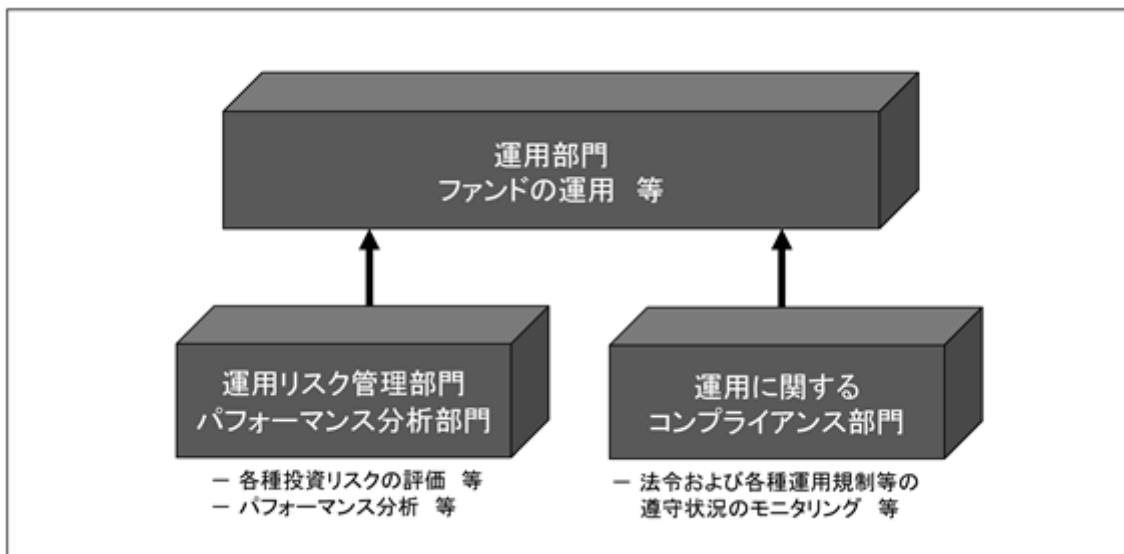 運用部門
ファンドの運用 等
運用リスク管理部門
パフォーマンス分析部門
運用に関する
コンプライアンス部門
－ 各種投資リスクの評価 等
－ パフォーマンス分析 等
－ 法令および各種運用規制等の
遵守状況のモニタリング 等